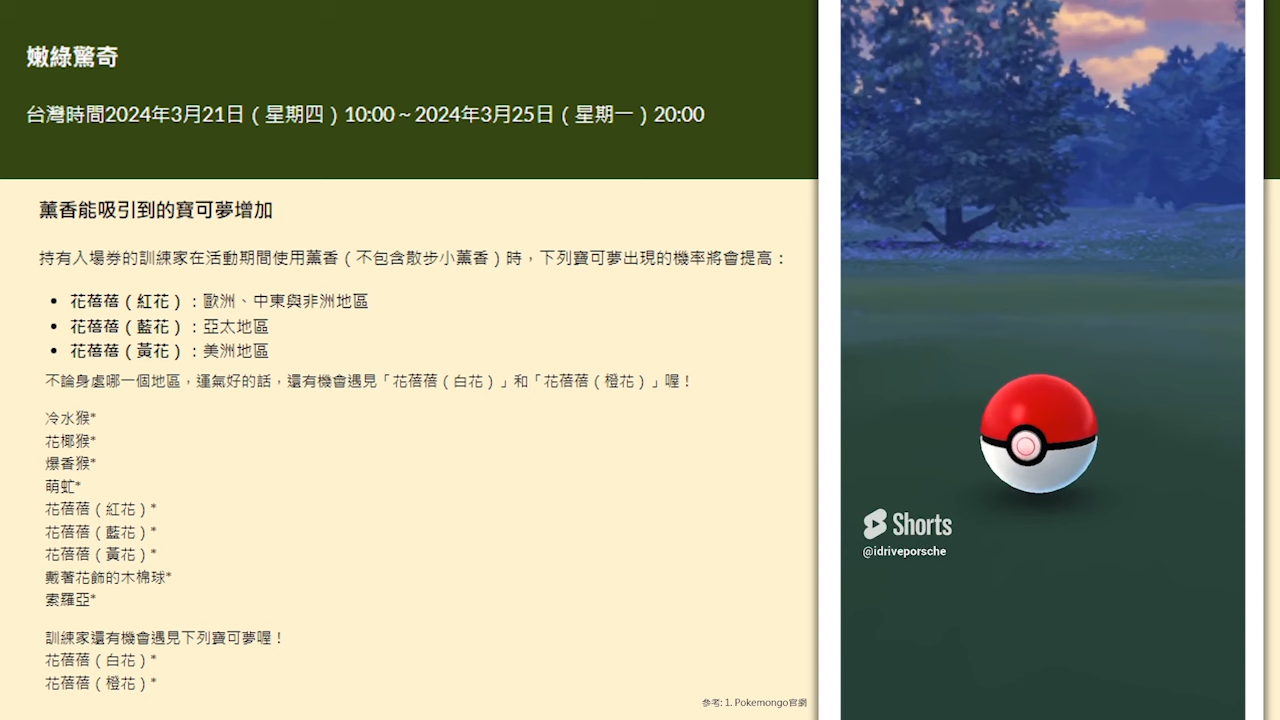 嫩綠驚奇
台灣時間2024年3月21日（星期四）10:00～2024年3月25日（星期一）20:00
薰香能吸引到的寶可夢增加
持有入場券的訓練家在活動期間使用薰香（不包含散步小薰香）時，下列寶可夢出現的機率將會提高：
• 花蓓蓓（紅花）：歐洲、中東與非洲地區
• 花蓓蓓（藍花）：亞太地區
• 花蓓蓓（黃花）：美洲地區
不論身處哪一個地區，運氣好的話，還有機會遇見「花蓓蓓（白花）」和「花蓓蓓（橙花）」喔！
冷水猴*
花椰猴*
爆香猴*
萌虻*
花蓓蓓（紅花）*
花蓓蓓（藍花）*
花蓓蓓（黃花）*
戴著花飾的木棉球*
索羅亞*
訓練家還有機會遇見下列寶可夢喔！
花蓓蓓（白花）*
花蓓蓓（橙花）*
參考: 1. Pokemongo官網
Shorts
@idriveporsche